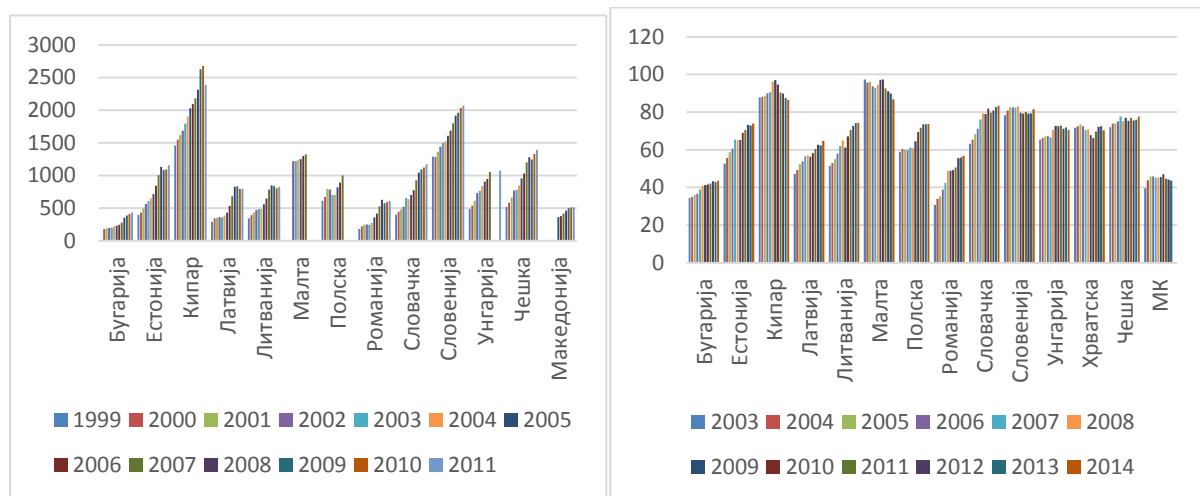 3000
2500
2000
1500
1000
500
0
Бугарија
Естонија
Кипар
Латвија
Литванија
Малта
Полска
Романија
Словачка
Словенија
Унгарија
Чешка
Македонија
1999 2000 2001 2002 2003 2004 2005
2006 2007 2008 2009 2010 2011
120
100
80
60
40
20
0
Бугарија
Естонија
Кипар
Латвија
Литванија
Малта
Полска
Романија
Словачка
Словенија
Унгарија
Хрватска
Чешка
МК
2003 2004 2005 2006 2007 2008
2009 2010 2011 2012 2013 2014